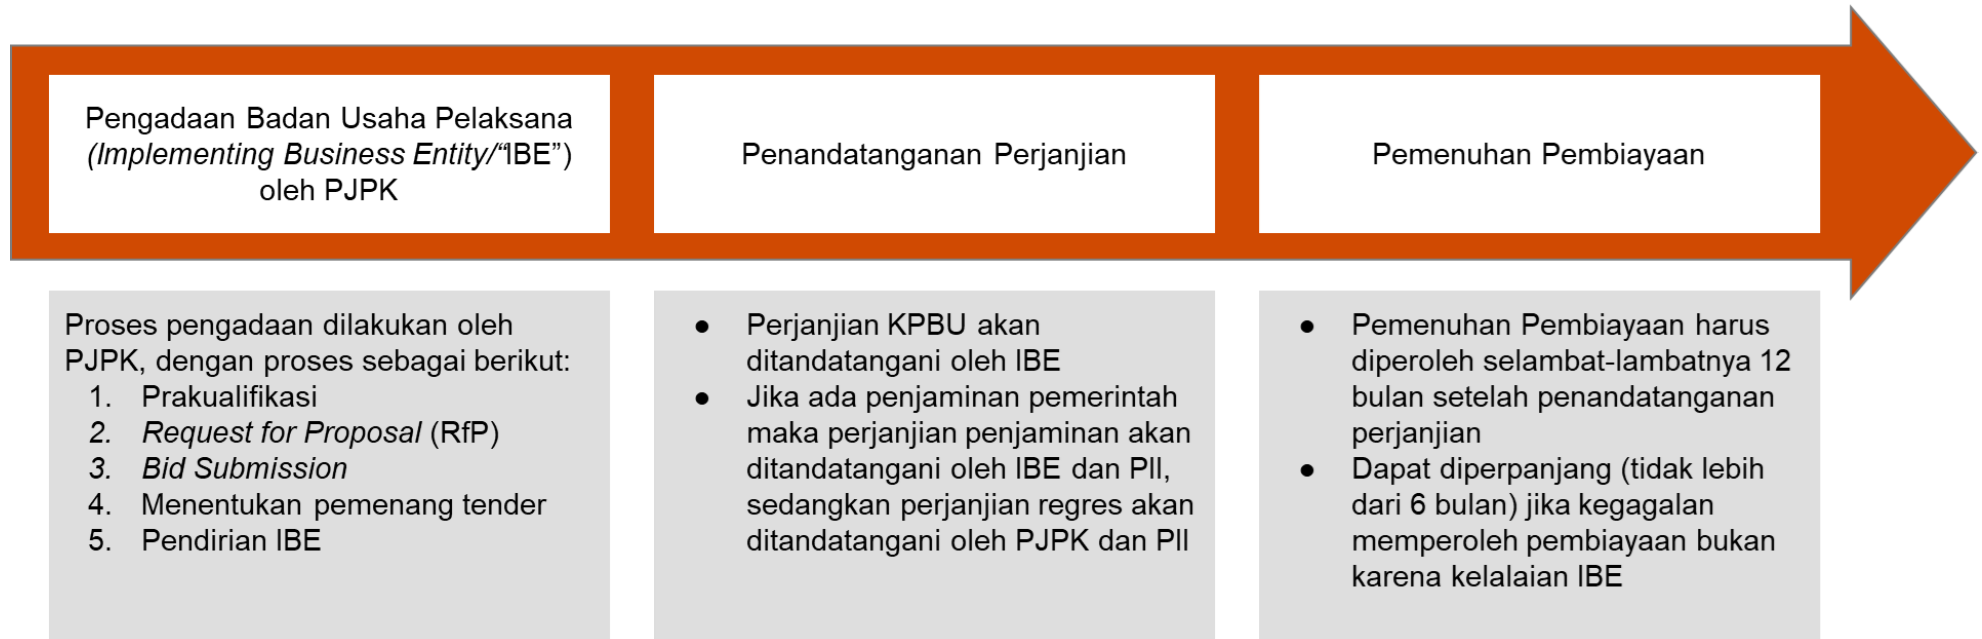 Pengadaan Badan Usaha Pelaksana
(Implementing Business Entity/“IBE”)
oleh PJPK
Penandatanganan Perjanjian
Pemenuhan Pembiayaan
Proses pengadaan dilakukan oleh
PJPK, dengan proses sebagai berikut:
1. Prakualifikasi
2. Request for Proposal (RfP)
3. Bid Submission
4. Menentukan pemenang tender
5. Pendirian IBE
● Perjanjian KPBU akan
ditandatangani oleh IBE
● Jika ada penjaminan pemerintah
maka perjanjian penjaminan akan
ditandatangani oleh IBE dan PII,
sedangkan perjanjian regres akan
ditandatangani oleh PJPK dan PII
● Pemenuhan Pembiayaan harus
diperoleh selambat-lambatnya 12
bulan setelah penandatanganan
perjanjian
● Dapat diperpanjang (tidak lebih
dari 6 bulan) jika kegagalan
memperoleh pembiayaan bukan
karena kelalaian IBE